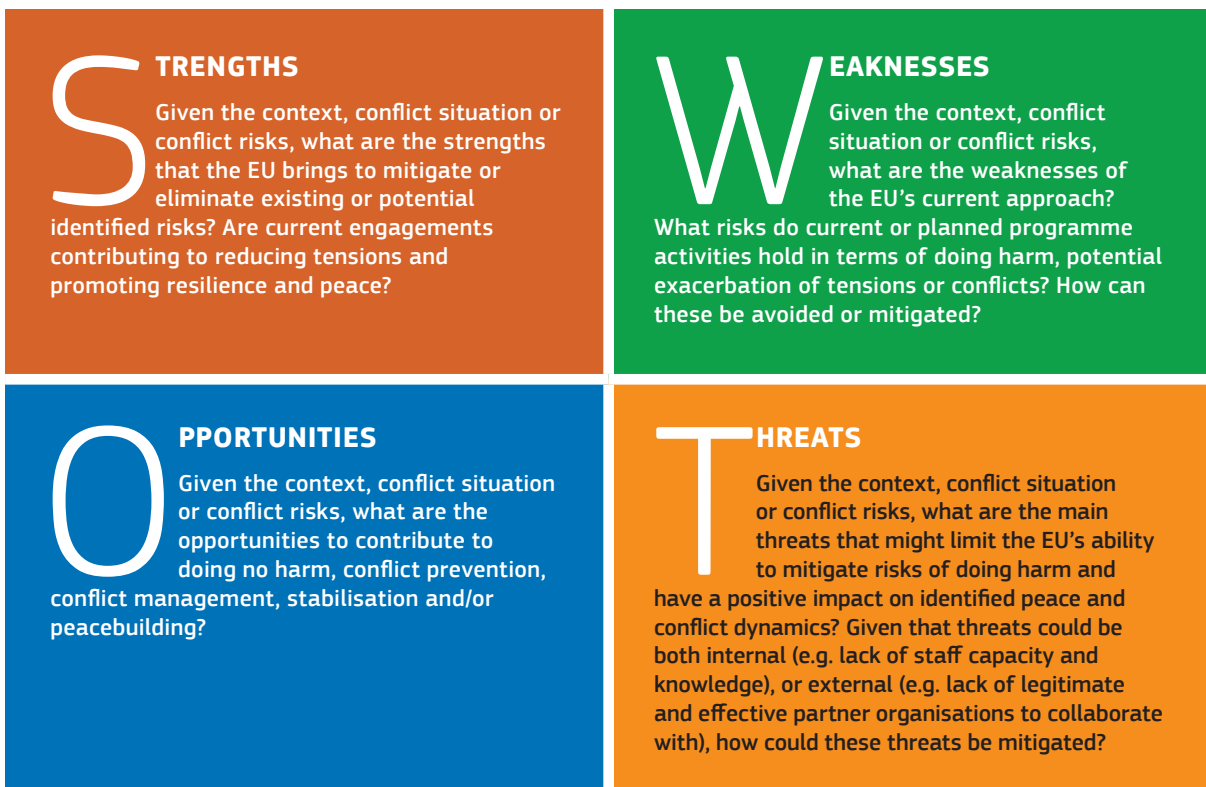 STRENGTHS
Given the context, conflict situation or
conflict risks, what are the strengths
that the EU brings to mitigate or
eliminate existing or potential
identified risks? Are current engagements
contributing to reducing tensions and
promoting resilience and peace?
WEAKNESSES
Given the context, conflict
situation or conflict risks,
what are the weaknesses of
the EU's current approach?
What risks do current or planned programme
activities hold in terms of doing harm, potential
exacerbation of tensions or conflicts? How can
these be avoided or mitigated?
OPPORTUNITIES
Given the context, conflict situation
or conflict risks, what are the
opportunities to contribute to
doing no harm, conflict prevention,
conflict management, stabilisation and/or
peacebuilding?
THREATS
Given the context, conflict situation
or conflict risks, what are the main
threats that might limit the EU's ability
to mitigate risks of doing harm and
have a positive impact on identified peace and
conflict dynamics? Given that threats could be
both internal (e.g. lack of staff capacity and
knowledge), or external (e.g. lack of legitimate
and effective partner organisations to collaborate
with), how could these threats be mitigated?